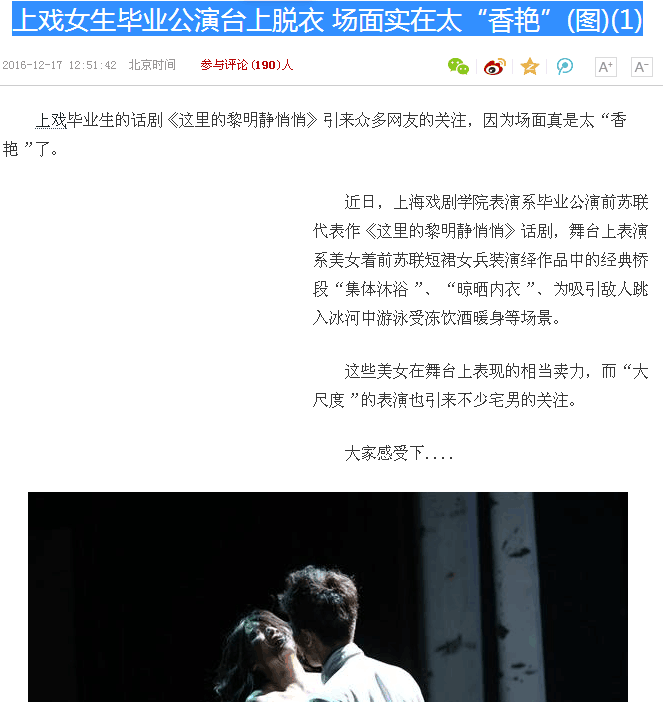 上戏女生毕业公演台上脱衣 场面实在太“香艳”(图)(1)
2016-12-17 12:51:42 北京时间 参与评论(190)人 A+ A-
上戏毕业生的话剧《这里的黎明静悄悄》引来众多网友的关注，因为场面真是太“香
艳”了。
近日，上海戏剧学院表演系毕业公演前苏联
代表作《这里的黎明静悄悄》话剧，舞台上表演
系美女着前苏联短裙女兵装演绎作品中的经典桥
段“集体沐浴”、“晾晒内衣”、为吸引敌人跳
入冰河中游泳受冻饮酒暖身等场景。
这些美女在舞台上表现的相当卖力，而“大
尺度”的表演也引来不少宅男的关注。
大家感受下....